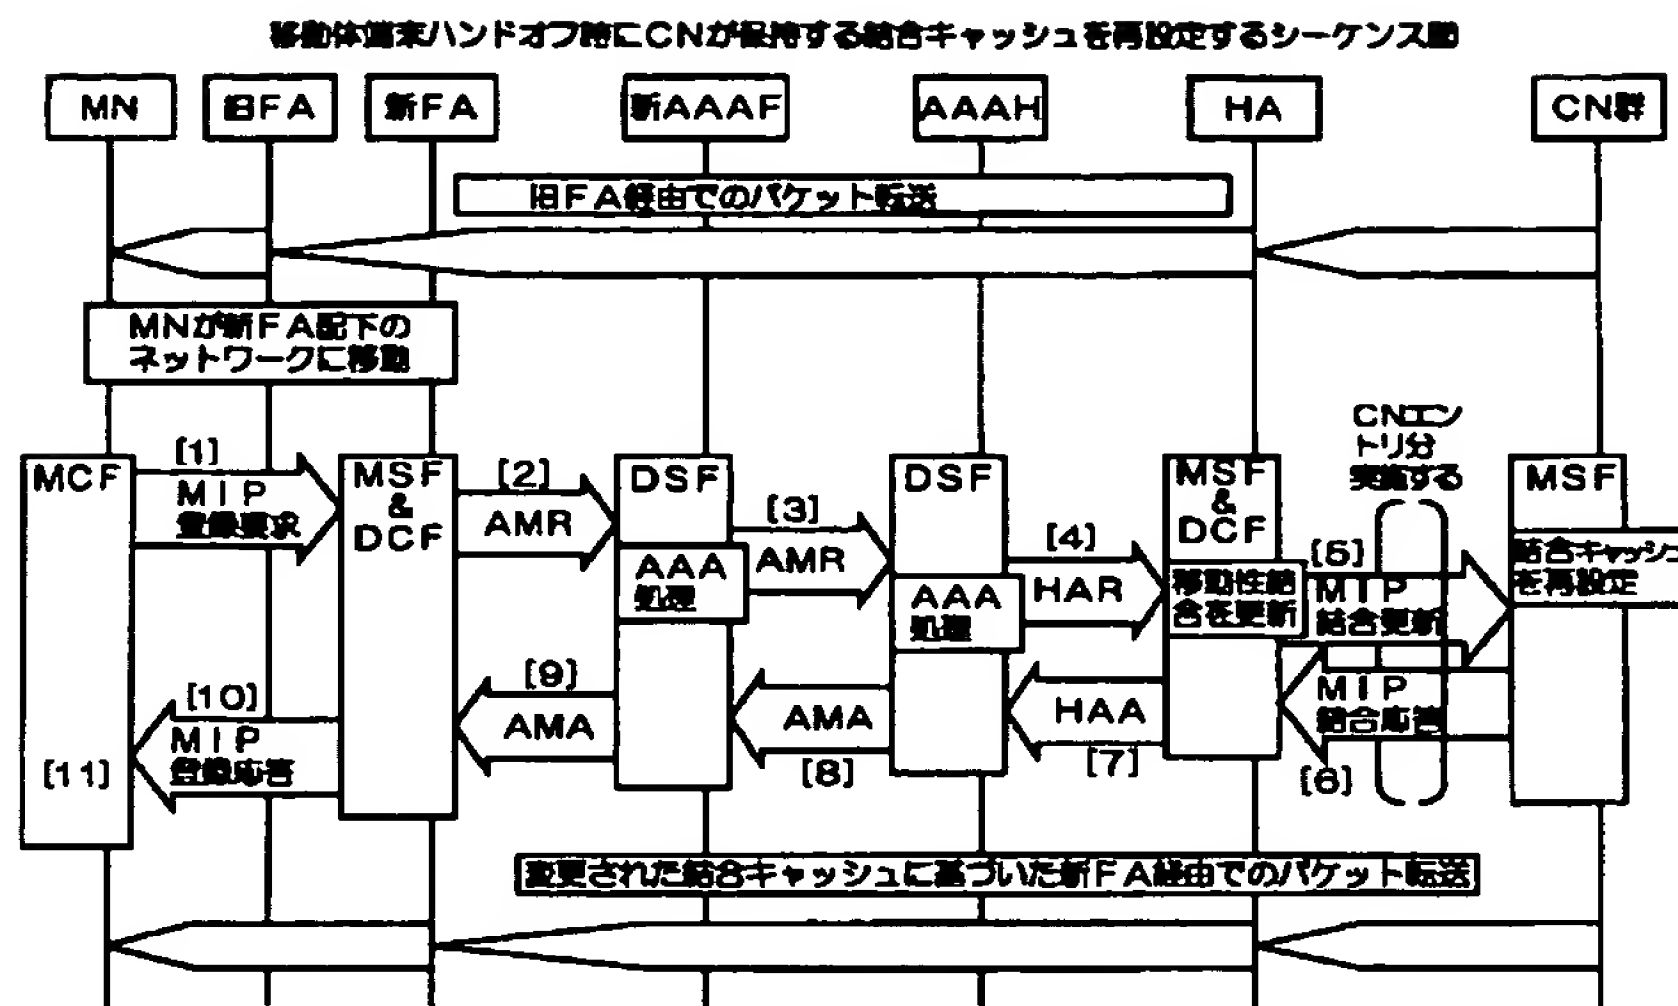 移動体端末ハンドオフ時にCNが保持する結合キャッシュを再設定するシーケンス図
MN
旧FA
新FA
新AAAF
AAAH
HA
CN群
旧FA経由でのパケット転送
MNが新FA配下の
ネットワークに移動
CNエン
トリ分
実施する
MCF
[1]
MIP
登録要求
MSF
&
DCF
[2]
AMR
DSF
AAA
処理
[3]
AMR
DSF
AAA
処理
[4]
HAR
MSF
&
DCF
移動性結
合を更新
[5]
MIP
結合更新
MSF
結合キャッシュ
を再設定
MIP
結合応答
[6]
HAA
[7]
AMA
[8]
[9]
AMA
[10]
MIP
登録応答
[11]
変更された結合キャッシュに基づいた新FA経由でのパケット転送